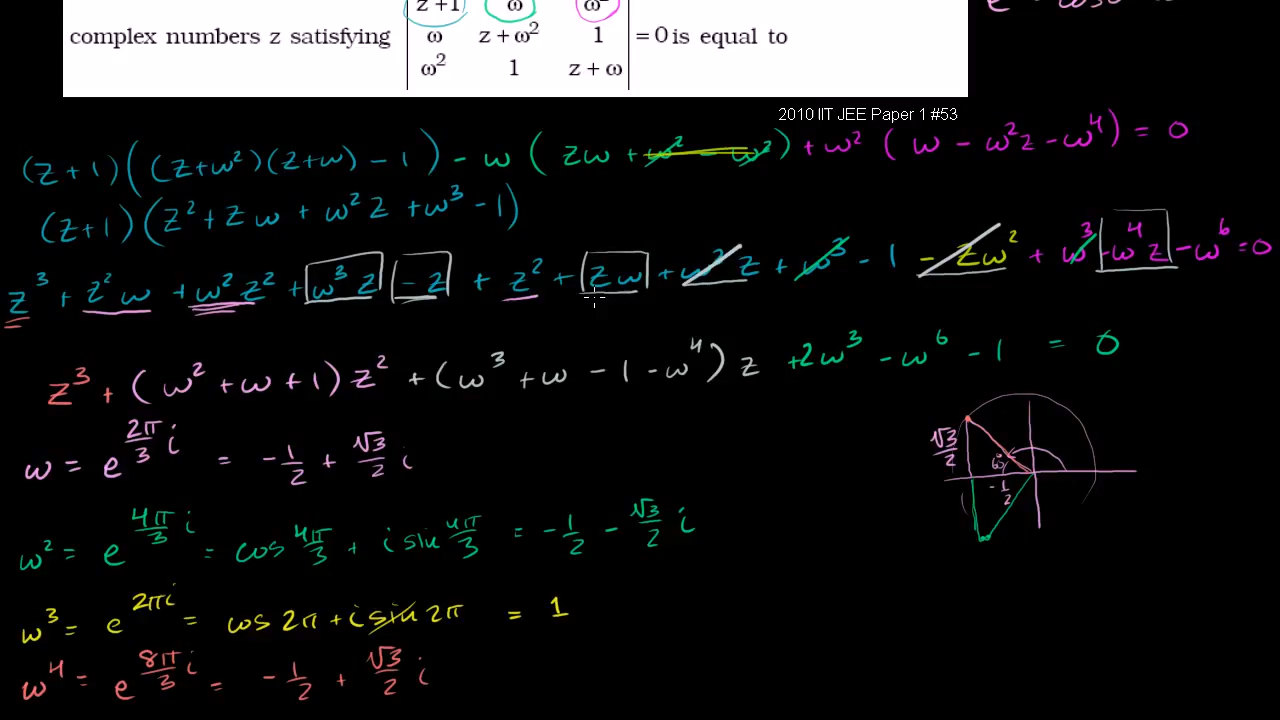 z+1 ω ω
complex numbers z satisfying | ω z + ω² 1 | = 0 is equal to
ω² 1 z + ω
2010 IIT JEE Paper 1 #53
(z+1)((z+ω²)(z+ω) - 1) - ω(zω + ω² - ω²) + ω²(ω - ω²z - ω⁴) = 0
(z+1)(z² + zω + ω²z + ω³ - 1)
z³ + z²ω + ω²z² + ω³z - z + z² + zω + ω²z + ω³ - 1 - zω² + ω³ - ω⁴z - ω⁶ = 0
z³ + (ω² + ω + 1)z² + (ω³ + ω - 1 - ω⁴)z + 2ω³ - ω⁶ - 1 = 0
ω = e^(2π/3 i) = -1/2 + √3/2 i
√3/2 60° -1/2
ω² = e^(4π/3 i) = cos 4π/3 + i sin 4π/3 = -1/2 - √3/2 i
ω³ = e^(2πi) = cos 2π + i sin 2π = 1
ω⁴ = e^(8π/3 i) = -1/2 + √3/2 i